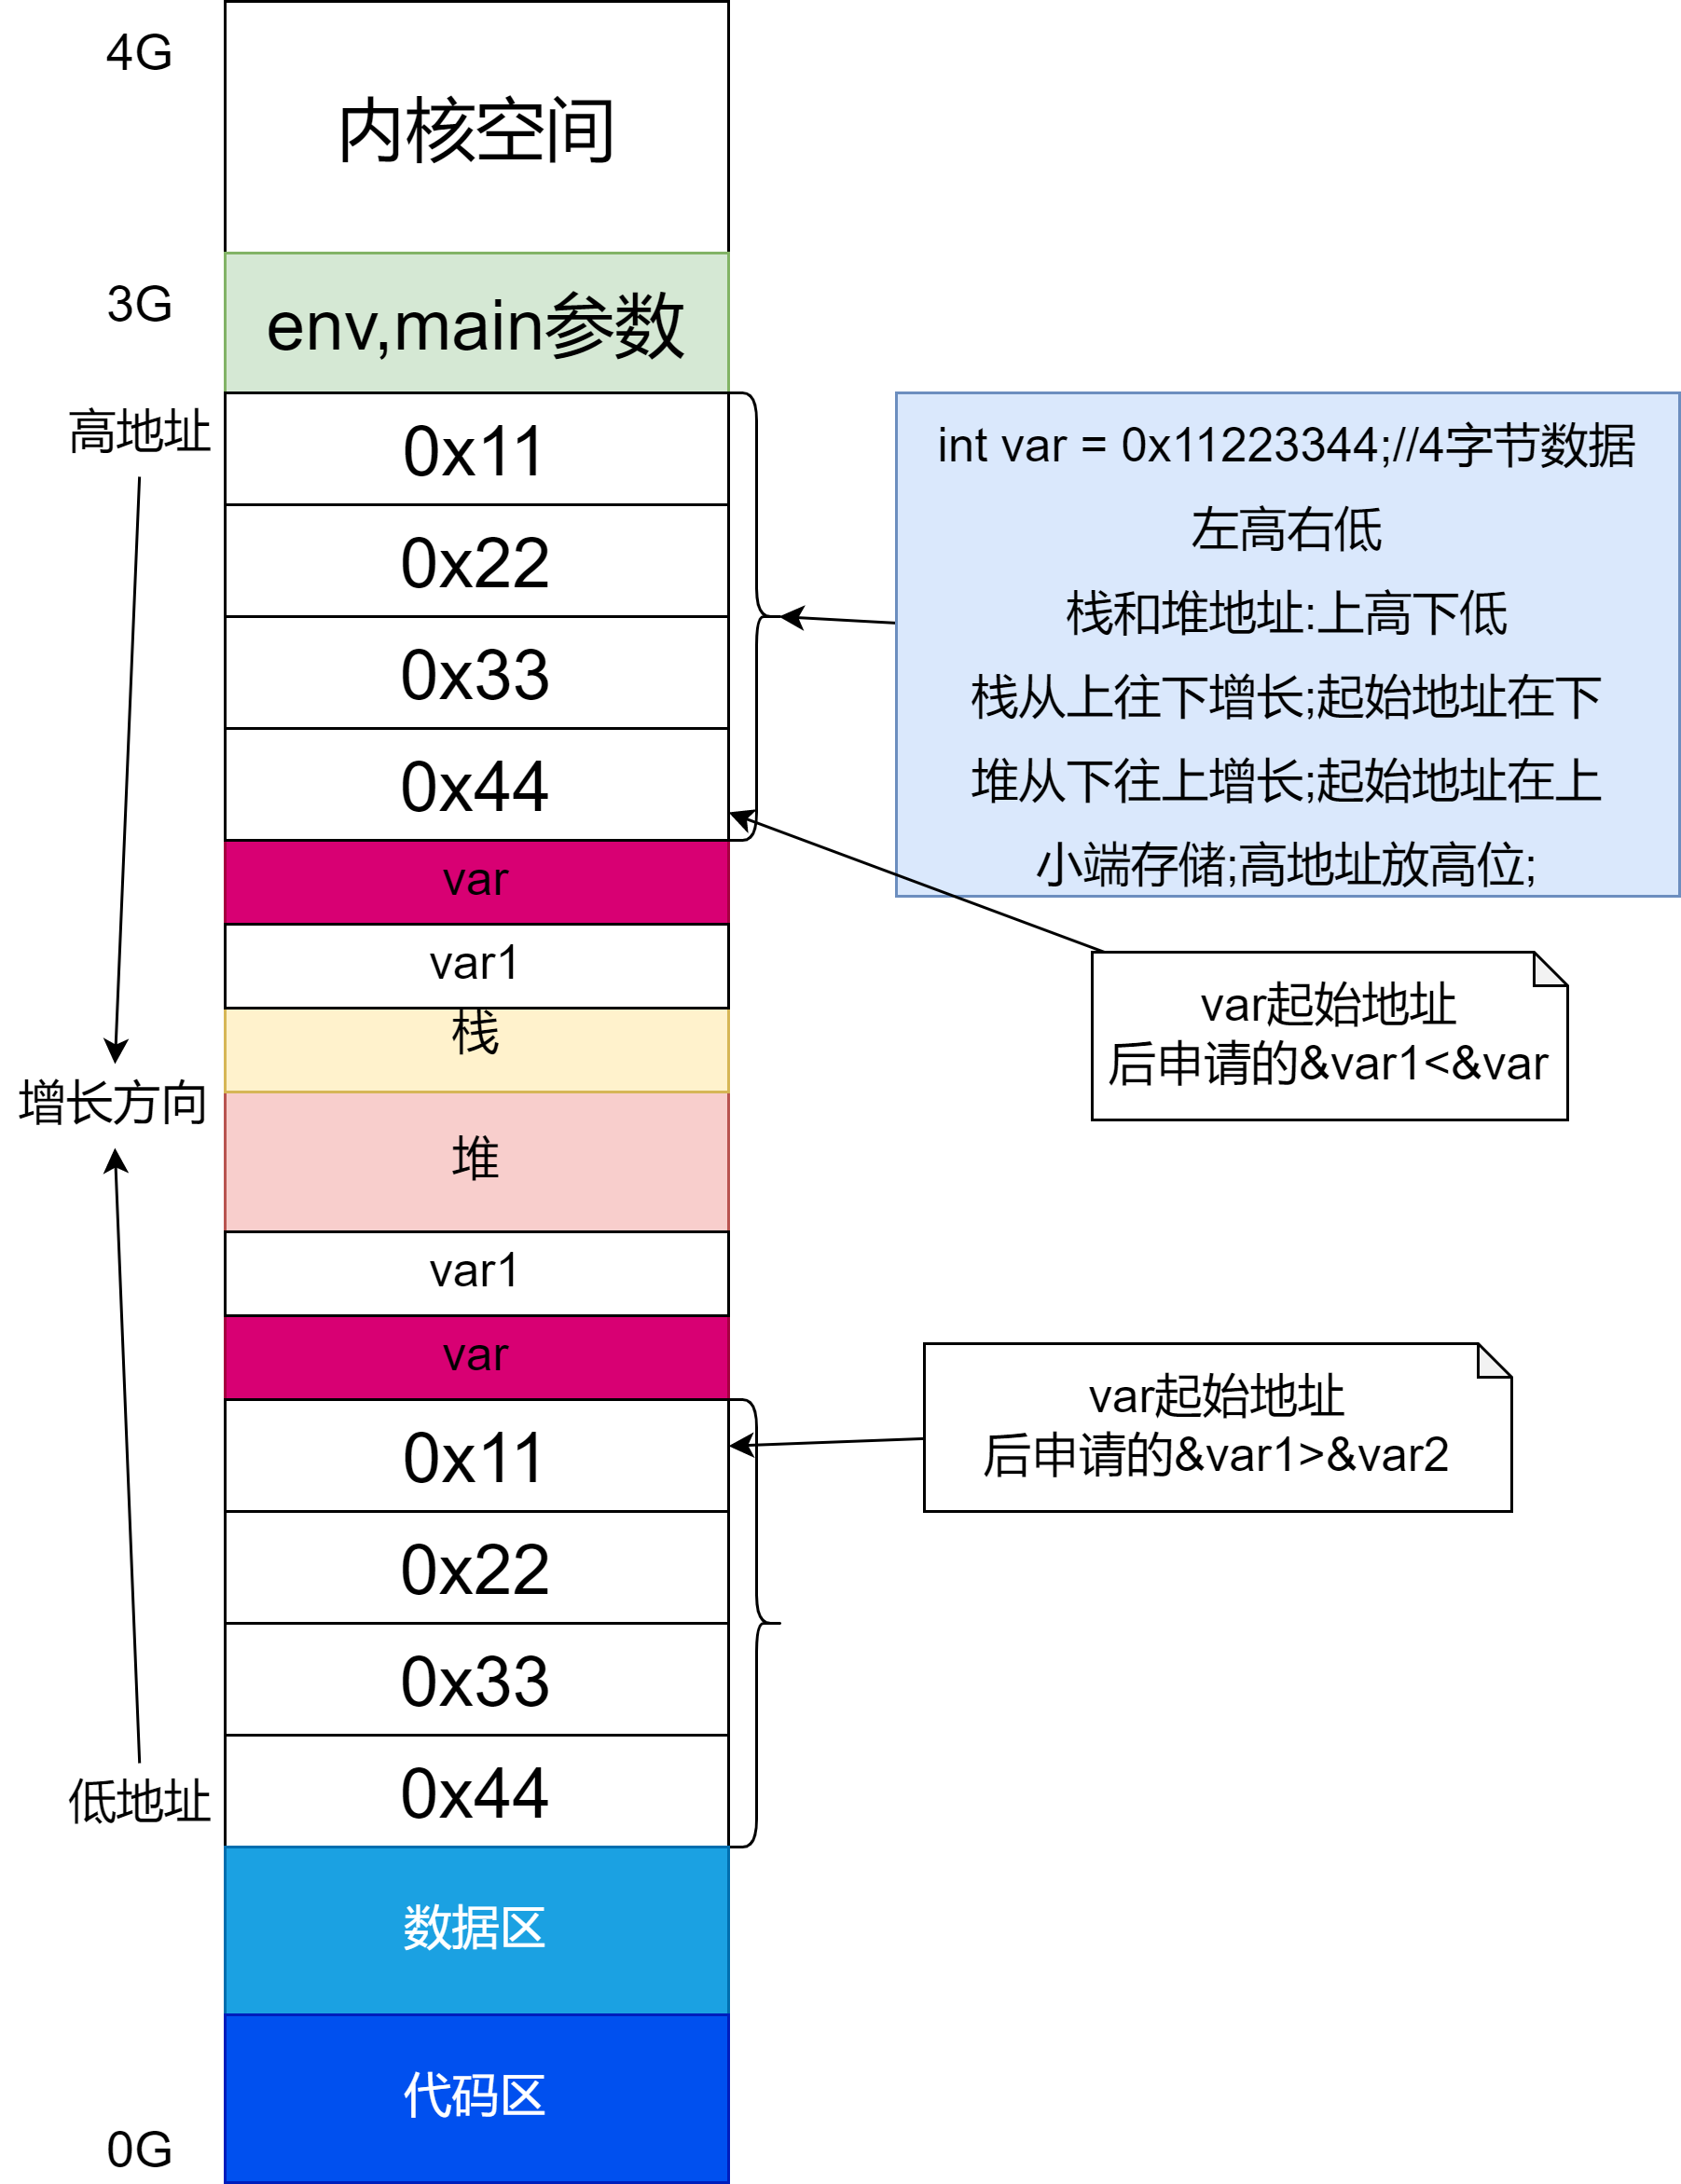 4G
内核空间
3G
env,main参数
高地址
0x11
0x22
0x33
0x44
int var = 0x11223344;//4字节数据
左高右低
栈和堆地址:上高下低
栈从上往下增长;起始地址在下
堆从下往上增长;起始地址在上
小端存储;高地址放高位;
var
var1
var起始地址
后申请的&var1<&var
栈
增长方向
堆
var1
var
var起始地址
后申请的&var1>&var2
0x11
0x22
0x33
0x44
低地址
数据区
代码区
0G